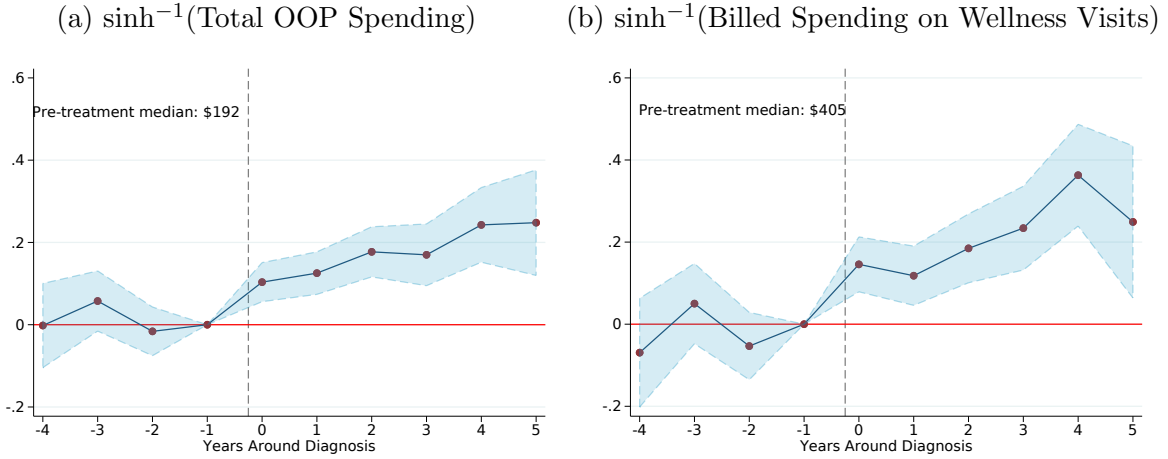 (a) sinh⁻¹(Total OOP Spending)
.6
.4
.2
0
-.2
Pre-treatment median: $192
-4 -3 -2 -1 0 1 2 3 4 5
Years Around Diagnosis
(b) sinh⁻¹(Billed Spending on Wellness Visits)
.6
.4
.2
0
-.2
Pre-treatment median: $405
-4 -3 -2 -1 0 1 2 3 4 5
Years Around Diagnosis